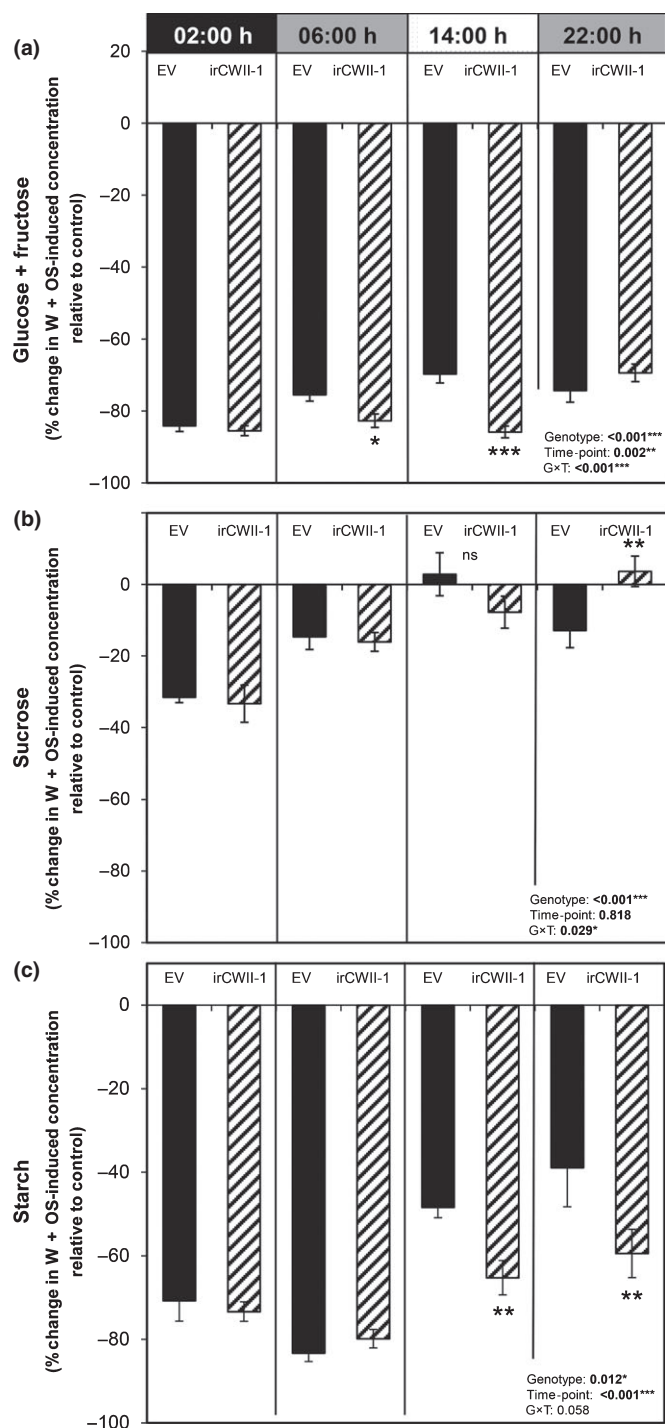 02:00 h 06:00 h 14:00 h 22:00 h
(a)
EV irCWII-1 EV irCWII-1 EV irCWII-1 EV irCWII-1
Glucose + fructose
(% change in W + OS-induced concentration
relative to control)
20
0
–20
–40
–60
–80
–100
*
***
Genotype: <0.001***
Time-point: 0.002**
G×T: <0.001***
(b)
EV irCWII-1 EV irCWII-1 EV irCWII-1 EV irCWII-1
ns
**
Sucrose
(% change in W + OS-induced concentration
relative to control)
0
–20
–40
–60
–80
–100
Genotype: <0.001***
Time-point: 0.818
G×T: 0.029*
(c)
EV irCWII-1 EV irCWII-1 EV irCWII-1 EV irCWII-1
Starch
(% change in W + OS-induced concentration
relative to control)
0
–20
–40
–60
–80
–100
**
**
Genotype: 0.012*
Time-point: <0.001***
G×T: 0.058